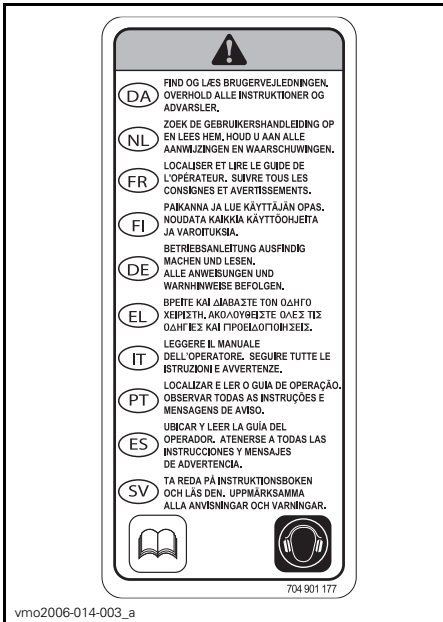 DA
FIND OG LÆS BRUGERVEJLEDNINGEN.
OVERHOLD ALLE INSTRUKTIONER OG
ADVARSLER.
NL
ZOEK DE GEBRUIKERSHANDLEIDING OP
EN LEES HEM. HOUD U AAN ALLE
AANWIJZINGEN EN WAARSCHUWINGEN.
FR
LOCALISER ET LIRE LE GUIDE DE
L'OPÉRATEUR. SUIVRE TOUS LES
CONSIGNES ET AVERTISSEMENTS.
FI
PAIKANNA JA LUE KÄYTTÄJÄN OPAS.
NOUDATA KAIKKIA KÄYTTÖOHJEITA
JA VAROITUKSIA.
DE
BETRIEBSANLEITUNG AUSFINDIG
MACHEN UND LESEN.
ALLE ANWEISUNGEN UND
WARNHINWEISE BEFOLGEN.
EL
ΒΡΕΙΤΕ ΚΑΙ ΔΙΑΒΑΣΤΕ ΤΟΝ ΟΔΗΓΟ
ΧΕΙΡΙΣΤΗ. ΑΚΟΛΟΥΘΕΙΣΤΕ ΟΛΕΣ ΤΙΣ
ΟΔΗΓΙΕΣ ΚΑΙ ΠΡΟΕΙΔΟΠΟΙΗΣΕΙΣ.
IT
LEGGERE IL MANUALE
DELL'OPERATORE. SEGUIRE TUTTE LE
ISTRUZIONI E AVVERTENZE.
PT
LOCALIZAR E LER O GUIA DE OPERAÇÃO.
OBSERVAR TODAS AS INSTRUÇÕES E
MENSAGENS DE AVISO.
ES
UBICAR Y LEER LA GUÍA DEL
OPERADOR. ATENERSE A TODAS LAS
INSTRUCCIONES Y MENSAJES
DE ADVERTENCIA.
SV
TA REDA PÅ INSTRUKTIONSBOKEN
OCH LÄS DEN. UPPMÄRKSAMMA
ALLA ANVISNINGAR OCH VARNINGAR.
704 901 177
vmo2006-014-003_a